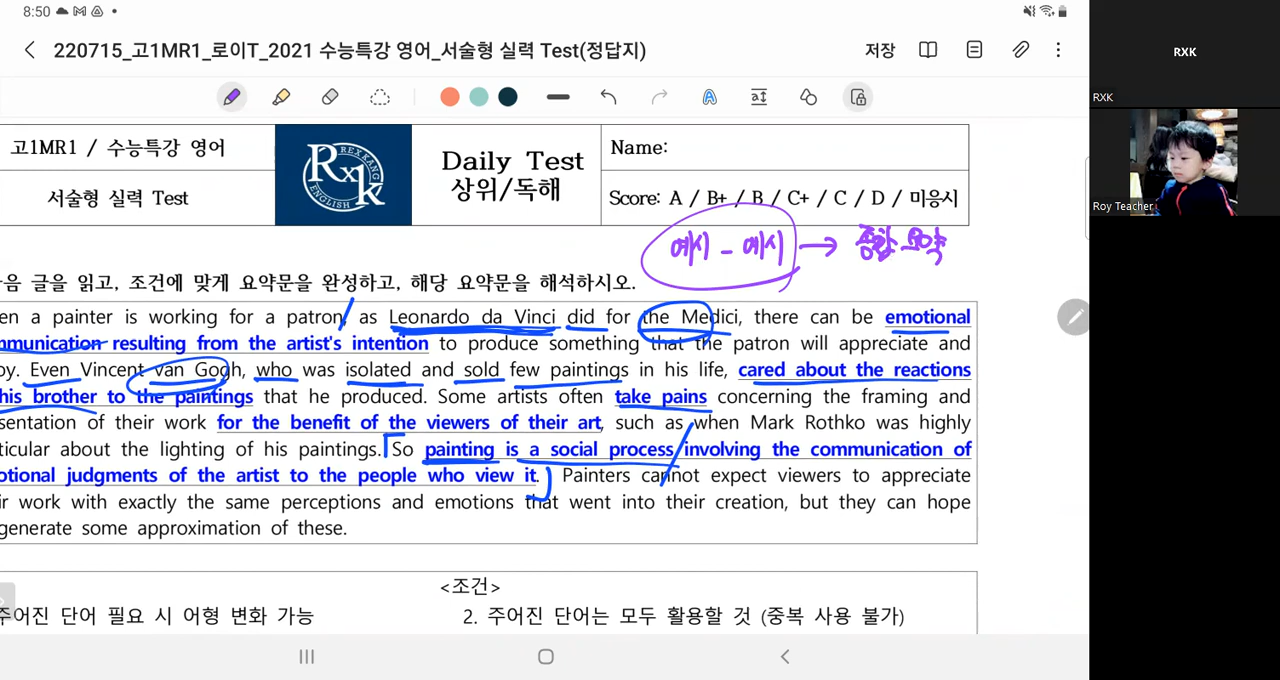 8:50
220715_고1MR1_로이T_2021 수능특강 영어_서술형 실력 Test(정답지)
저장
RXK
RXK
Roy Teacher
고1MR1 / 수능특강 영어
서술형 실력 Test
RxK
REX KANG
ENGLISH
Daily Test
상위/독해
Name:
Score: A / B+ / B / C+ / C / D / 미응시
예시 - 예시 → 종합 요약
음 글을 읽고, 조건에 맞게 요약문을 완성하고, 해당 요약문을 해석하시오.
en a painter is working for a patron, as Leonardo da Vinci did for the Medici, there can be emotional
mmunication resulting from the artist's intention to produce something that the patron will appreciate and
oy. Even Vincent van Gogh, who was isolated and sold few paintings in his life, cared about the reactions
his brother to the paintings that he produced. Some artists often take pains concerning the framing and
sentation of their work for the benefit of the viewers of their art, such as when Mark Rothko was highly
ticular about the lighting of his paintings. So painting is a social process involving the communication of
otional judgments of the artist to the people who view it. Painters cannot expect viewers to appreciate
ir work with exactly the same perceptions and emotions that went into their creation, but they can hope
generate some approximation of these.
<조건>
주어진 단어 필요 시 어형 변화 가능
2. 주어진 단어는 모두 활용할 것 (중복 사용 불가)